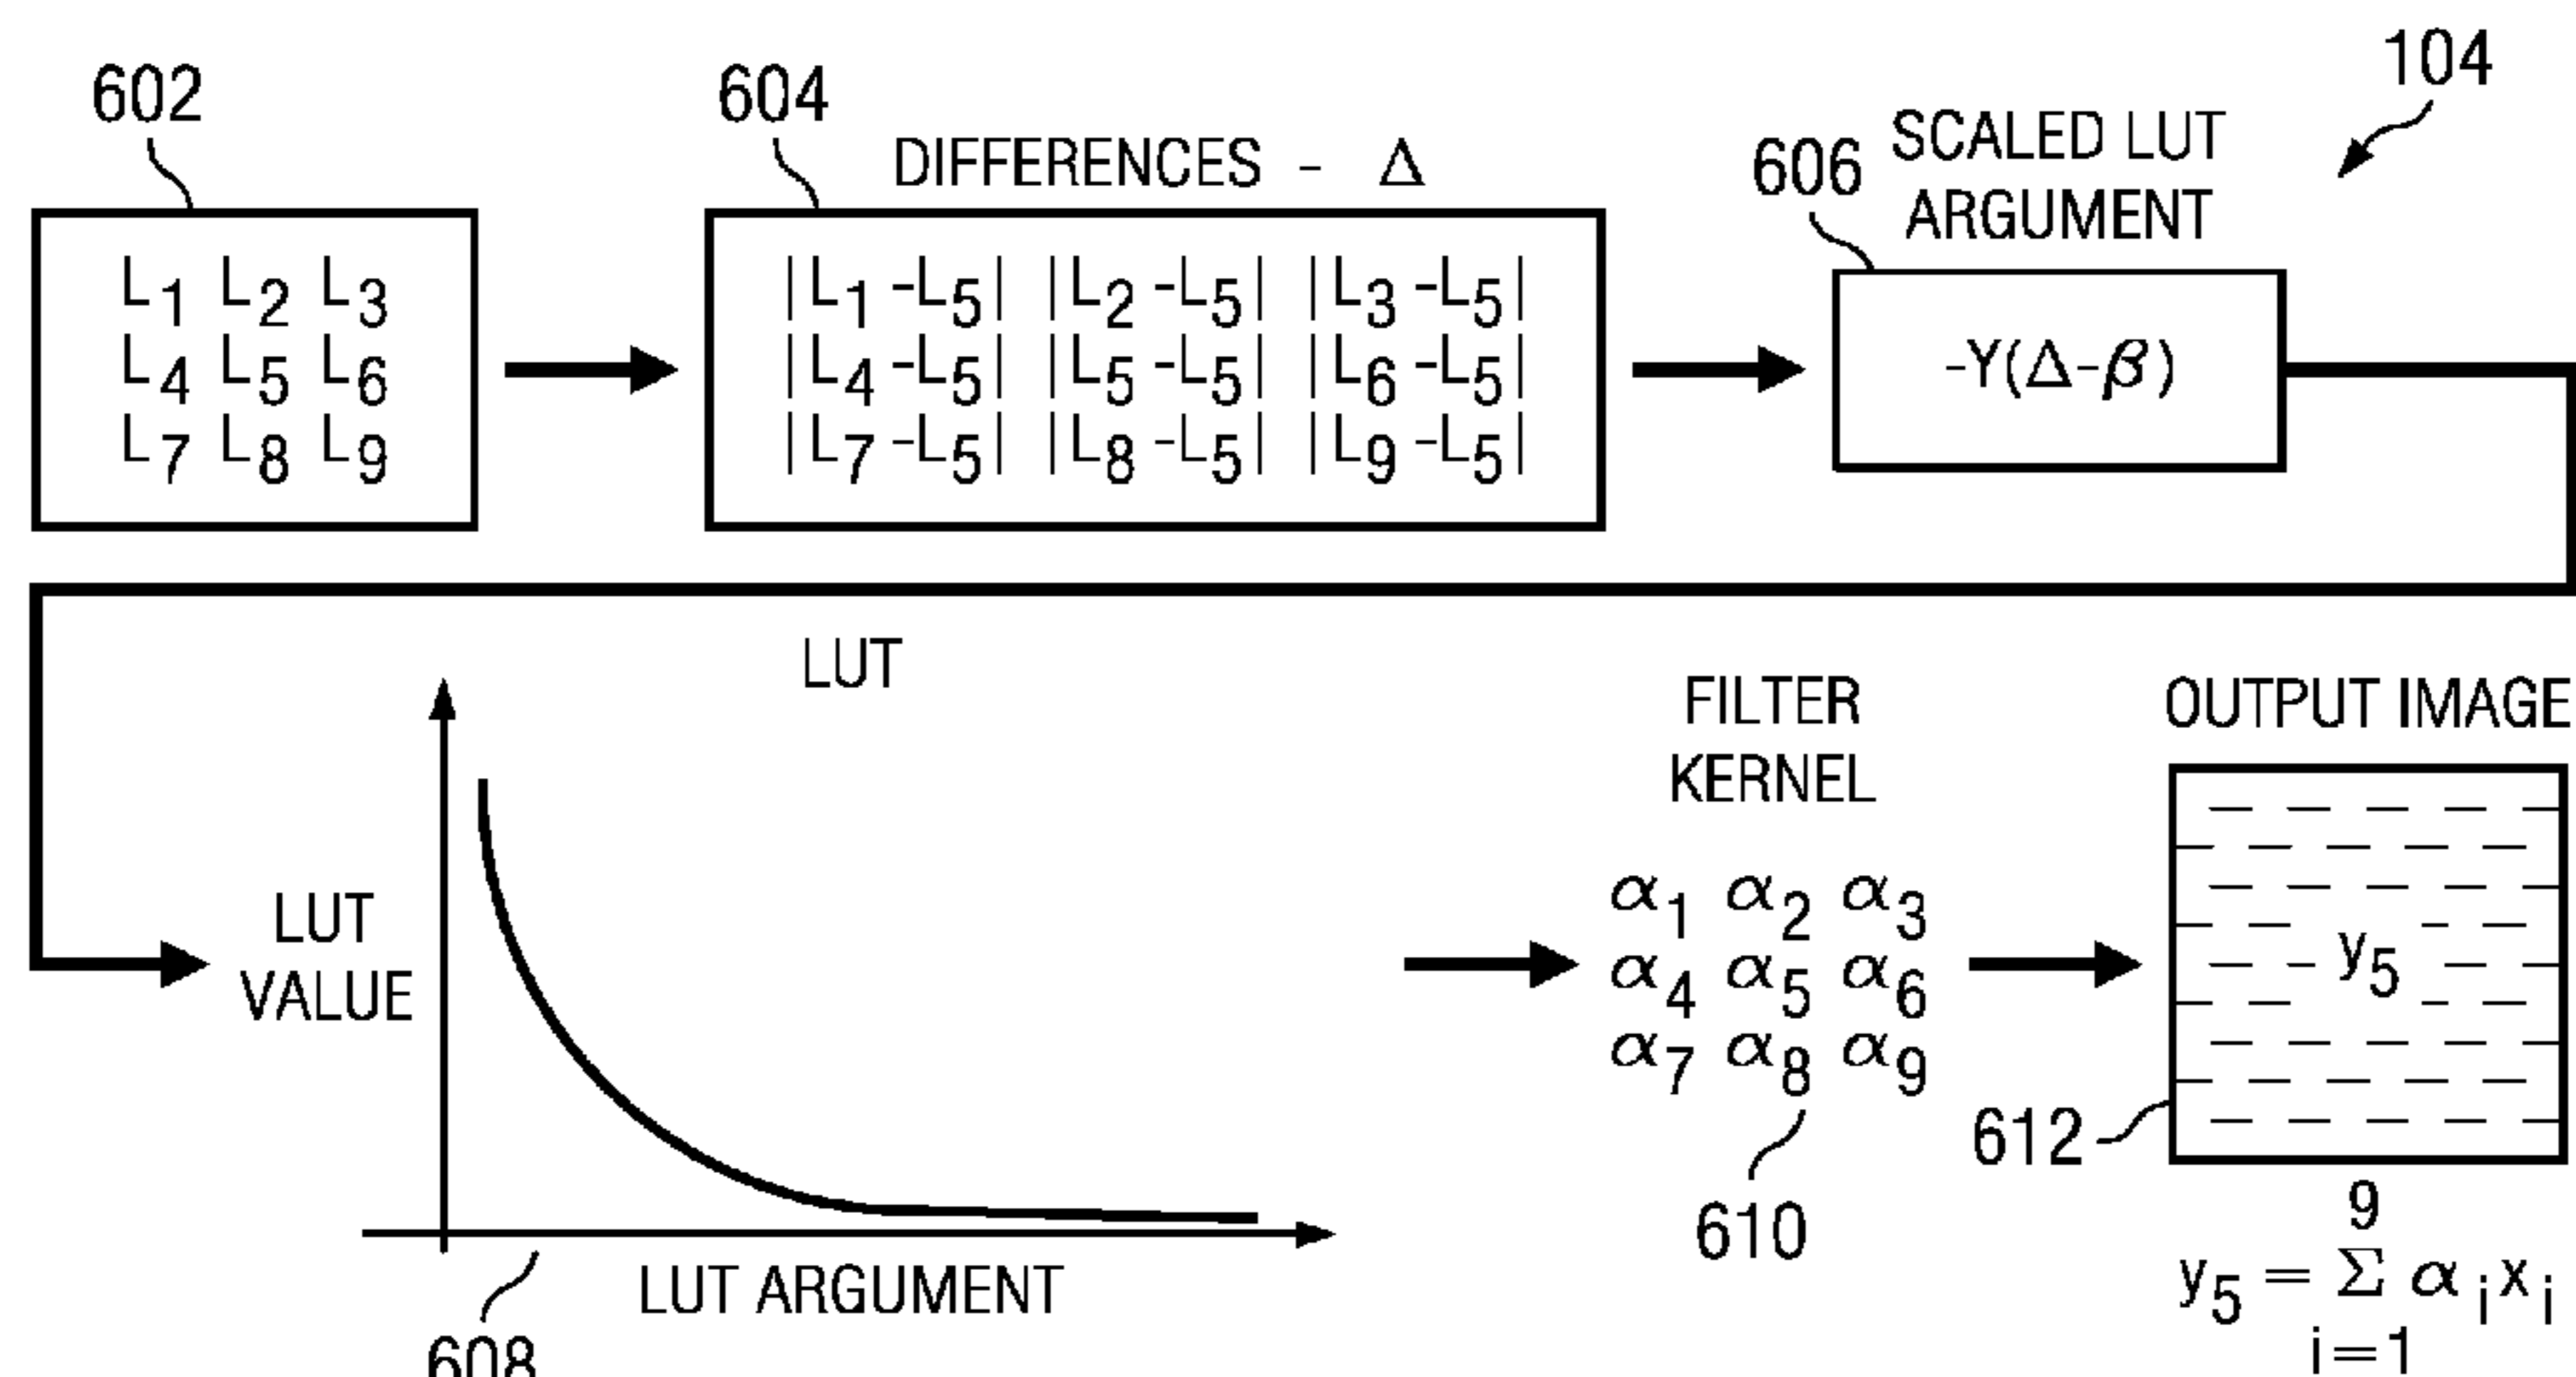 602
604
DIFFERENCES - Δ
606
SCALED LUT
ARGUMENT
104
L1 L2 L3
L4 L5 L6
L7 L8 L9
|L1 -L5| |L2 -L5| |L3 -L5|
|L4 -L5| |L5 -L5| |L6 -L5|
|L7 -L5| |L8 -L5| |L9 -L5|
-Y(Δ-β)
LUT
LUT
VALUE
LUT ARGUMENT
608
FILTER
KERNEL
α1 α2 α3
α4 α5 α6
α7 α8 α9
610
OUTPUT IMAGE
y5
612
9
y5 = Σ αi xi
i=1